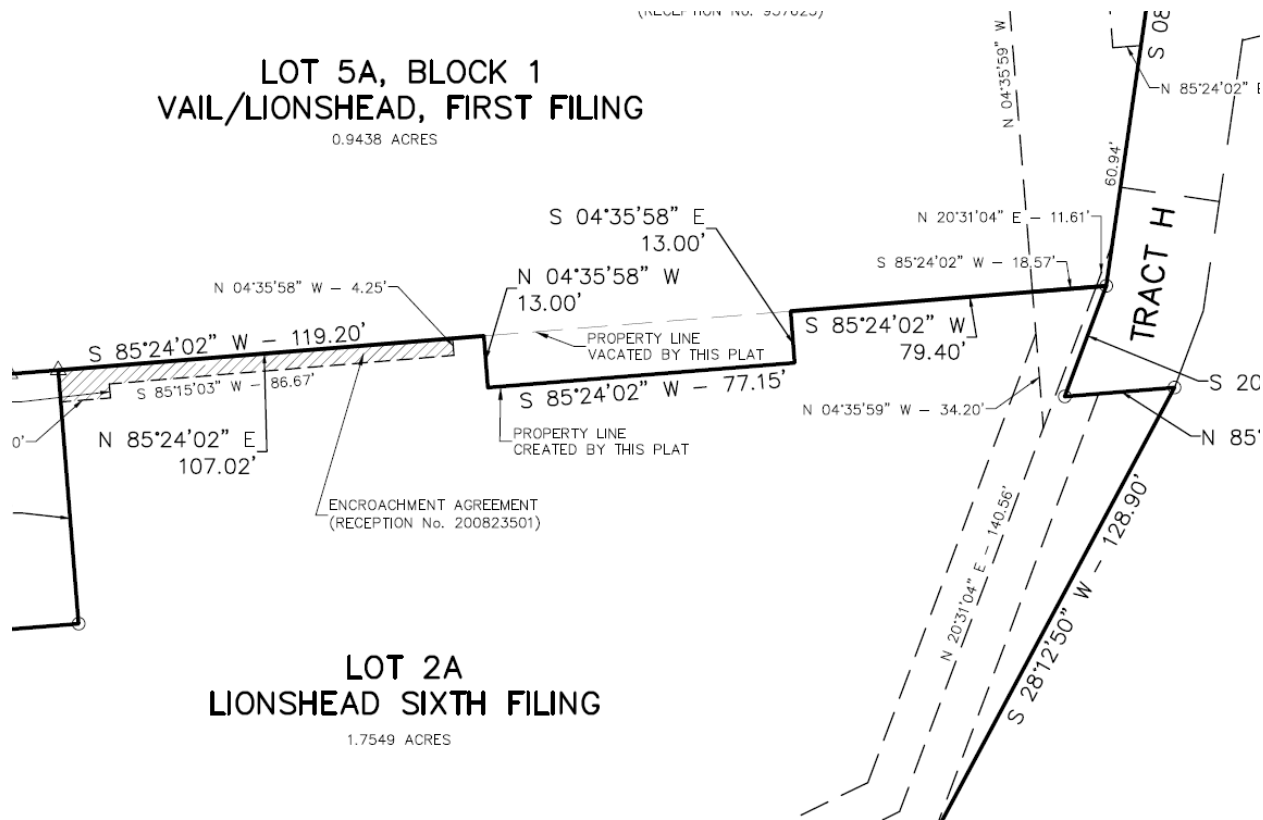 LOT 5A, BLOCK 1
VAIL/LIONSHEAD, FIRST FILING
0.9438 ACRES
N 04°35'59" W
S 08
N 85°24'02" E
60.94'
S 04°35'58" E
13.00'
N 20°31'04" E – 11.61'
S 85°24'02" W – 18.57'
TRACT H
N 04°35'58" W – 4.25'
N 04°35'58" W
13.00'
S 85°24'02" W – 119.20'
PROPERTY LINE
VACATED BY THIS PLAT
S 85°24'02" W
79.40'
S 85°15'03" W – 86.67'
S 85°24'02" W – 77.15'
S 20
N 04°35'59" W – 34.20'
N 85°
0'
N 85°24'02" E
107.02'
PROPERTY LINE
CREATED BY THIS PLAT
ENCROACHMENT AGREEMENT
(RECEPTION No. 200823501)
N 20°31'04" E – 140.56'
S 28°12'50" W – 128.90'
LOT 2A
LIONSHEAD SIXTH FILING
1.7549 ACRES